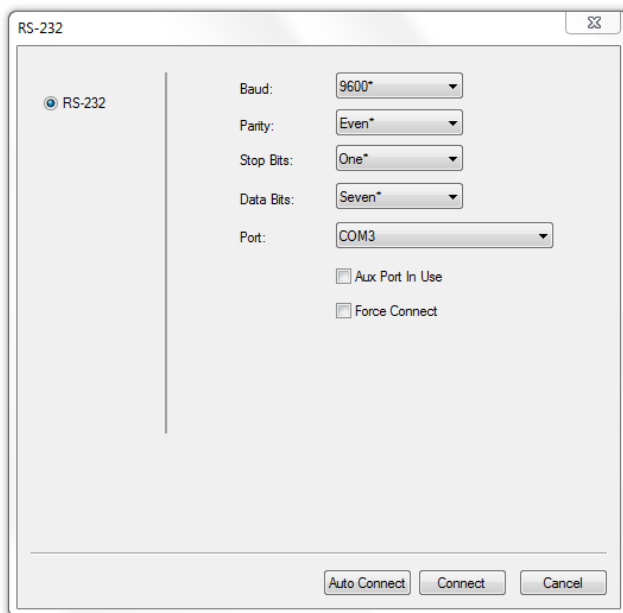 RS-232
RS-232
Baud: 9600*
Parity: Even*
Stop Bits: One*
Data Bits: Seven*
Port: COM3
Aux Port In Use
Force Connect
Auto Connect Connect Cancel